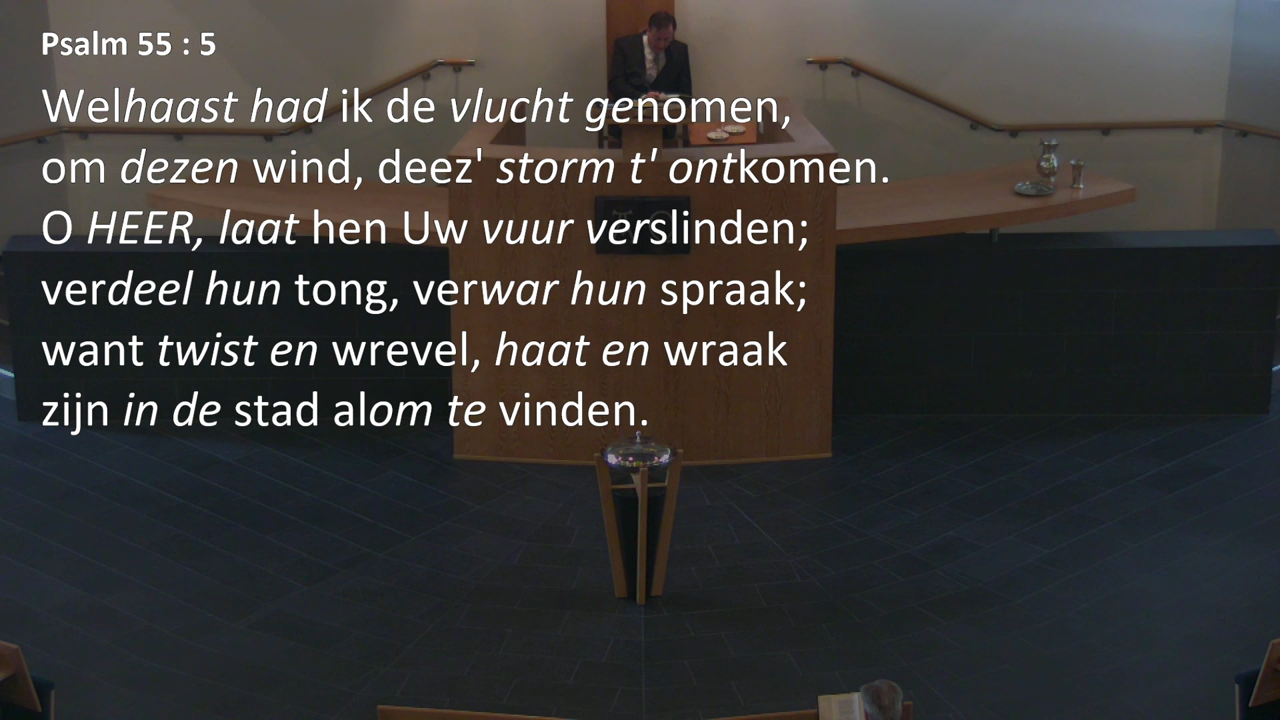 Psalm 55 : 5
Welhaast had ik de vlucht genomen,
om dezen wind, deez' storm t' ontkomen.
O HEER, laat hen Uw vuur verslinden;
verdeel hun tong, verwar hun spraak;
want twist en wrevel, haat en wraak
zijn in de stad alom te vinden.